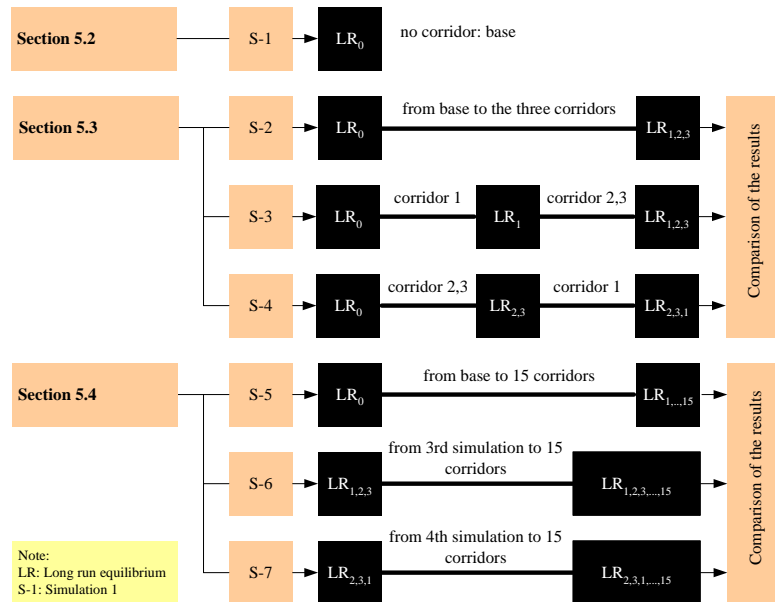 Section 5.2
S-1
LR0
no corridor: base
Section 5.3
S-2
LR0
from base to the three corridors
LR1,2,3
S-3
LR0
corridor 1
LR1
corridor 2,3
LR1,2,3
S-4
LR0
corridor 2,3
LR2,3
corridor 1
LR2,3,1
Comparison of the results
Section 5.4
S-5
LR0
from base to 15 corridors
LR1,..,15
S-6
LR1,2,3
from 3rd simulation to 15
corridors
LR1,2,3,...,15
S-7
LR2,3,1
from 4th simulation to 15
corridors
LR2,3,1,...,15
Comparison of the results
Note:
LR: Long run equilibrium
S-1: Simulation 1